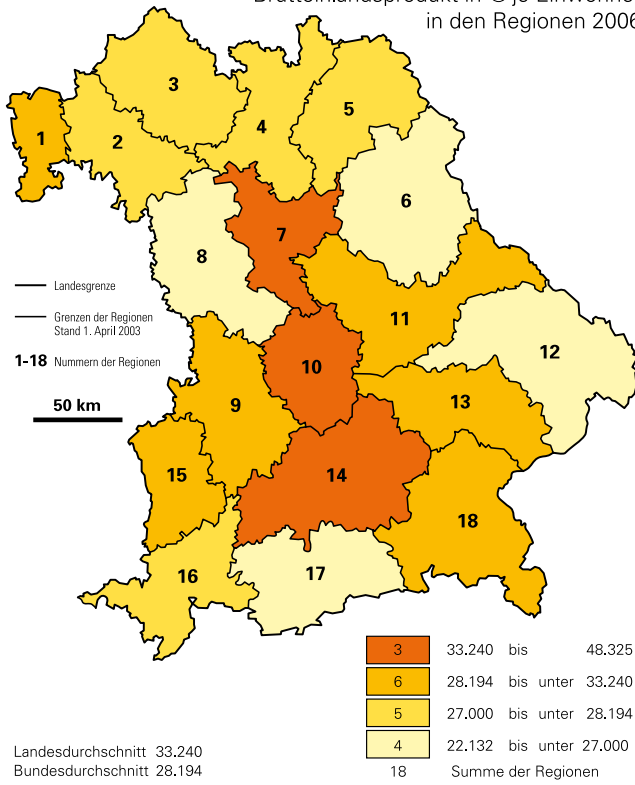 in den Regionen 2006
3
5
4
1
2
6
7
8
Landesgrenze
Grenzen der Regionen
Stand 1. April 2003
11
1-18 Nummern der Regionen
12
10
50 km
9
13
15
14
18
16
17
3 33.240 bis 48.325
6 28.194 bis unter 33.240
5 27.000 bis unter 28.194
4 22.132 bis unter 27.000
18 Summe der Regionen
Landesdurchschnitt 33.240
Bundesdurchschnitt 28.194